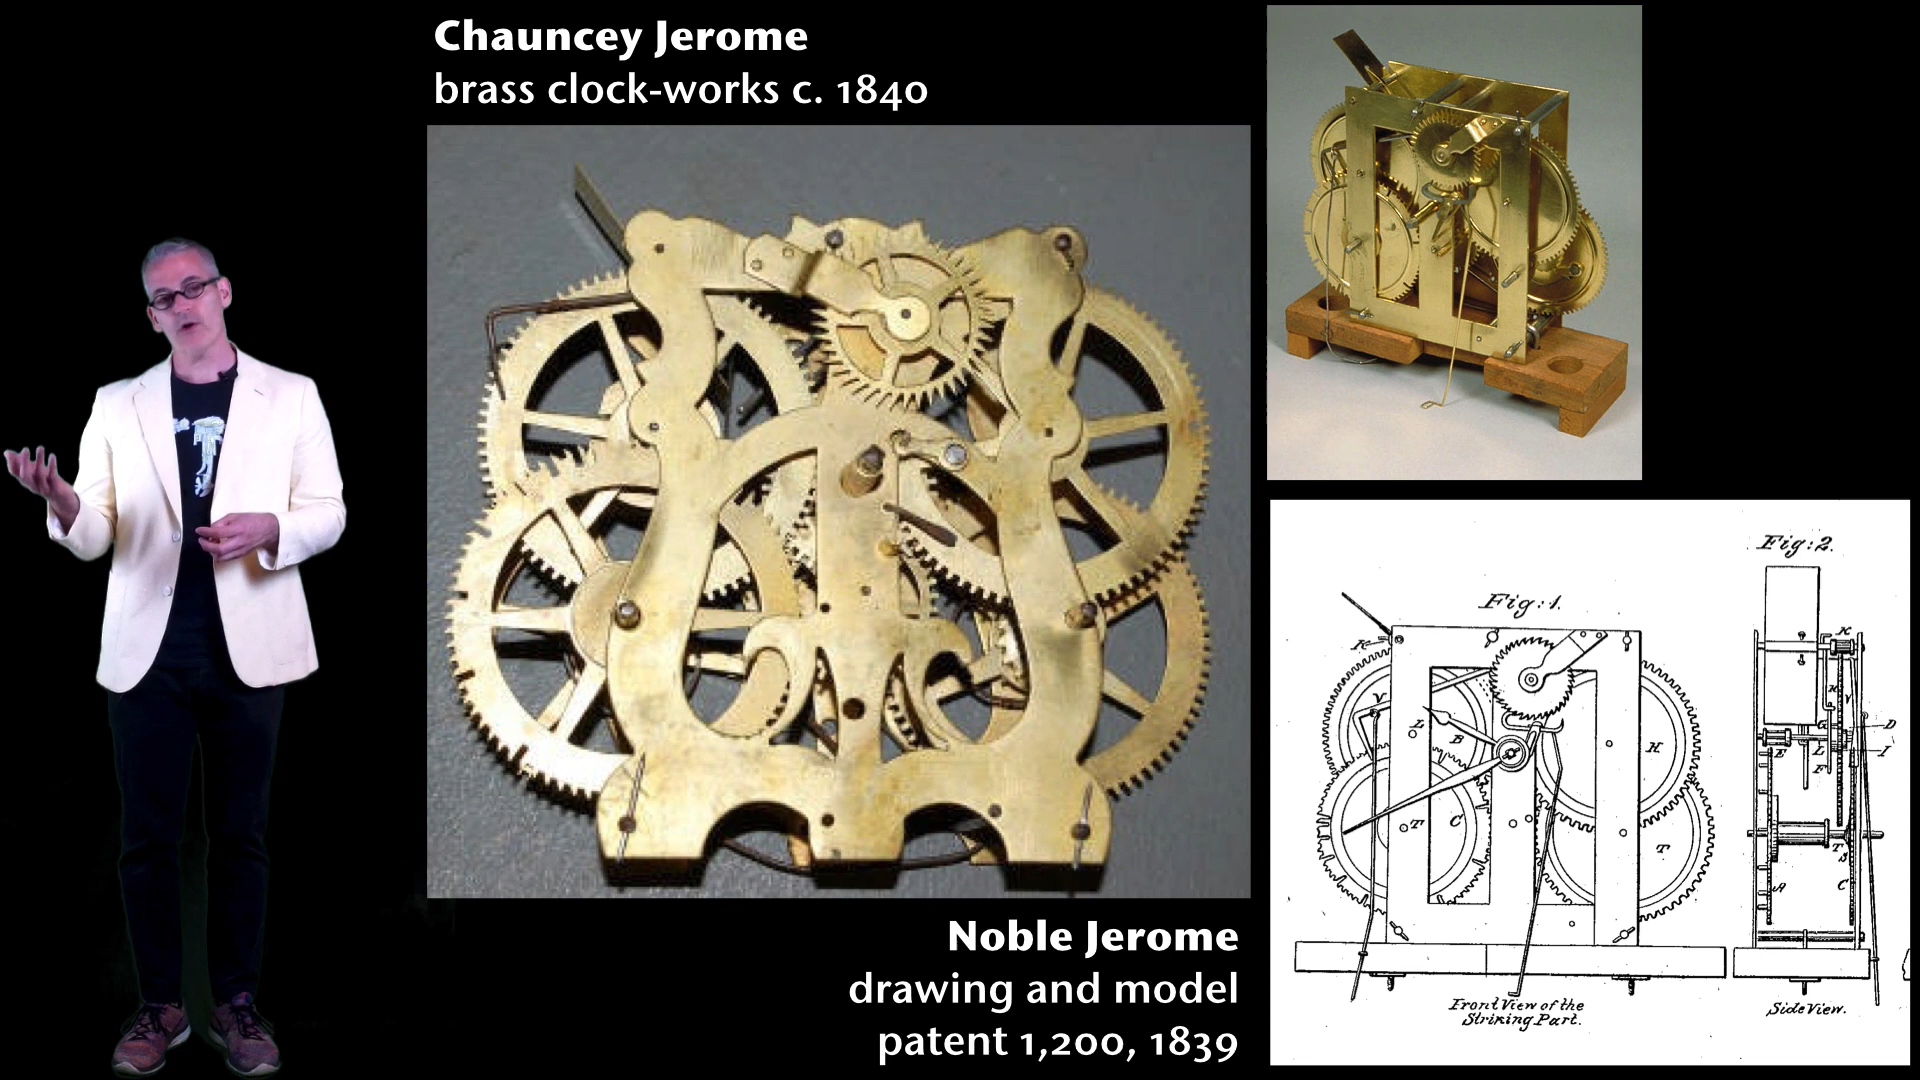 Chauncey Jerome
brass clock-works c. 1840
Noble Jerome
drawing and model
patent 1,200, 1839
Fig: 1.
Fig: 2.
K
V
L
B
H
T
C
T
K
D
E
L
I
F
T
S
A
C
Front View of the
Striking Part.
Side View.